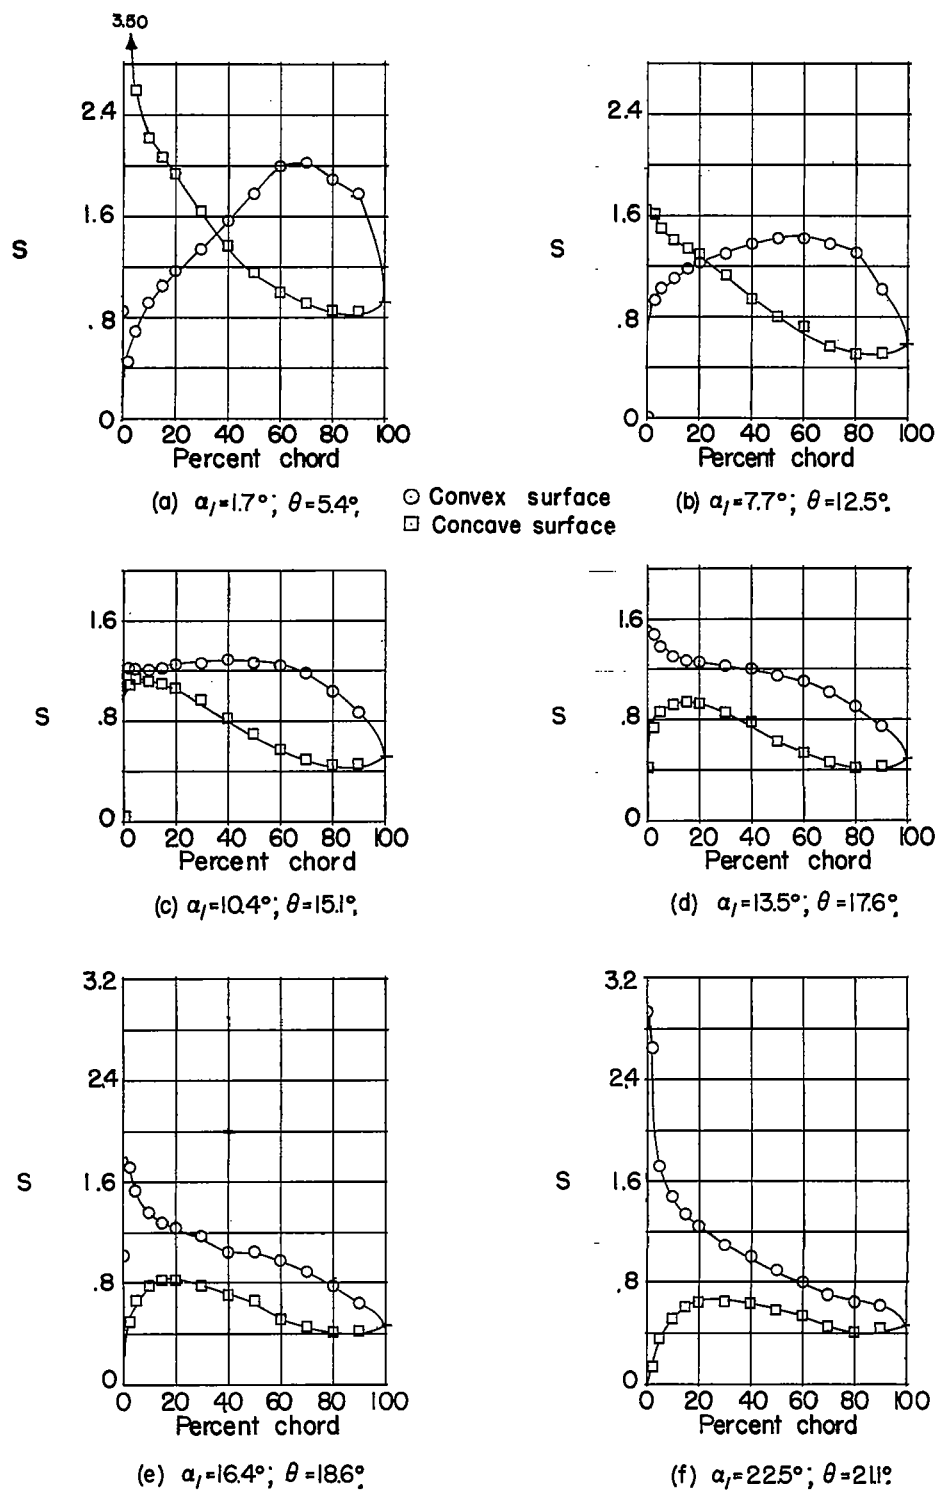 3.50
2.4
1.6
S
.8
0
0 20 40 60 80 100
Percent chord
(a) α₁=1.7°; θ=5.4°.
2.4
1.6
S
.8
0
0 20 40 60 80 100
Percent chord
(b) α₁=7.7°; θ=12.5°.
Convex surface
Concave surface
1.6
S
.8
0
0 20 40 60 80 100
Percent chord
(c) α₁=10.4°; θ=15.1°.
1.6
S
.8
0
0 20 40 60 80 100
Percent chord
(d) α₁=13.5°; θ=17.6°.
3.2
2.4
S
1.6
.8
0
0 20 40 60 80 100
Percent chord
(e) α₁=16.4°; θ=18.6°.
3.2
2.4
S
1.6
.8
0
0 20 40 60 80 100
Percent chord
(f) α₁=22.5°; θ=21.1°.